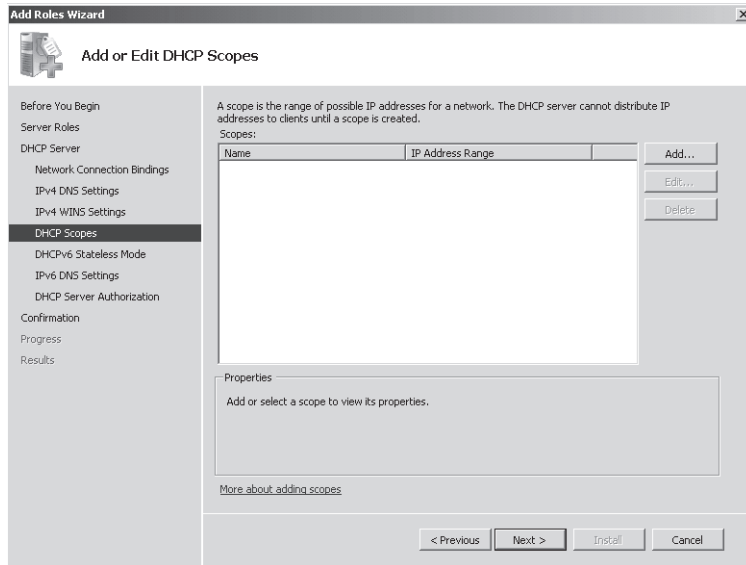 Add Roles Wizard
Add or Edit DHCP Scopes
Before You Begin
Server Roles
DHCP Server
Network Connection Bindings
IPv4 DNS Settings
IPv4 WINS Settings
DHCP Scopes
DHCPv6 Stateless Mode
IPv6 DNS Settings
DHCP Server Authorization
Confirmation
Progress
Results
A scope is the range of possible IP addresses for a network. The DHCP server cannot distribute IP
addresses to clients until a scope is created.
Scopes:
Name IP Address Range
Add...
Edit...
Delete
Properties
Add or select a scope to view its properties.
More about adding scopes
< Previous Next > Install Cancel